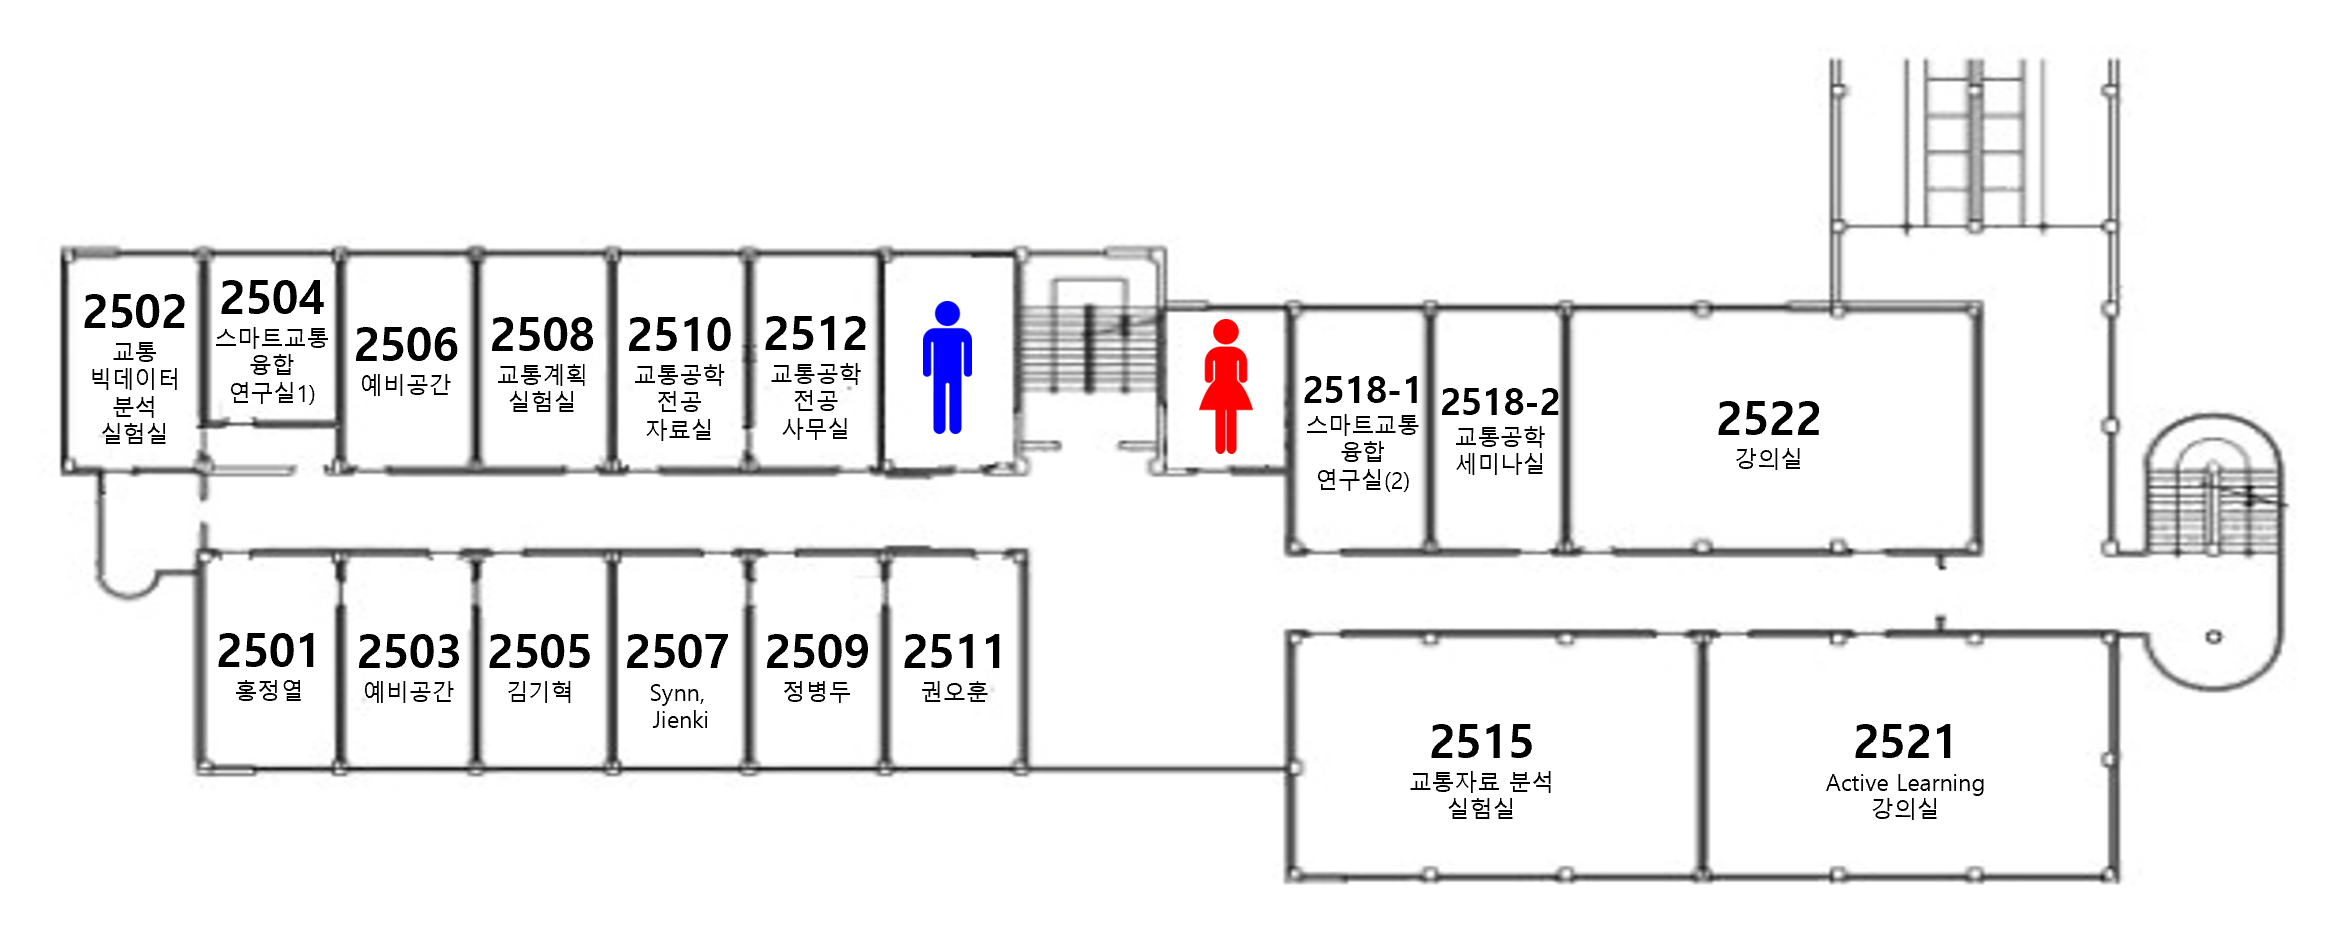 2502
교통
빅데이터
분석
실험실
2504
스마트교통
융합
연구실1)
2506
예비공간
2508
교통계획
실험실
2510
교통공학
전공
자료실
2512
교통공학
전공
사무실
2518-1
스마트교통
융합
연구실(2)
2518-2
교통공학
세미나실
2522
강의실
2501
홍정열
2503
예비공간
2505
김기혁
2507
Synn,
Jienki
2509
정병두
2511
권오훈
2515
교통자료 분석
실험실
2521
Active Learning
강의실